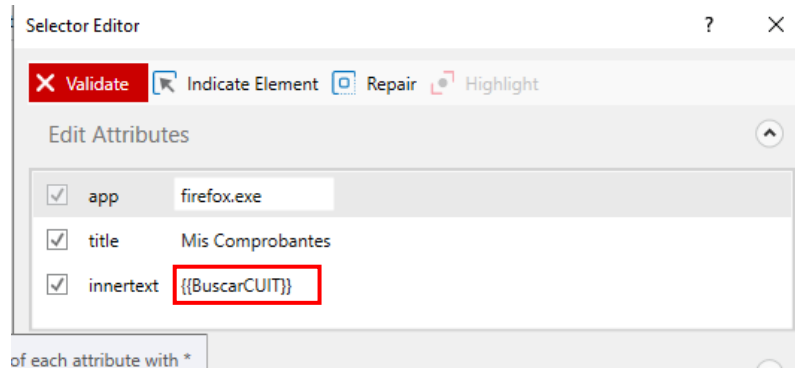 Selector Editor ? ×
Validate Indicate Element Repair Highlight
Edit Attributes
app firefox.exe
title Mis Comprobantes
innertext {{BuscarCUIT}}
of each attribute with *